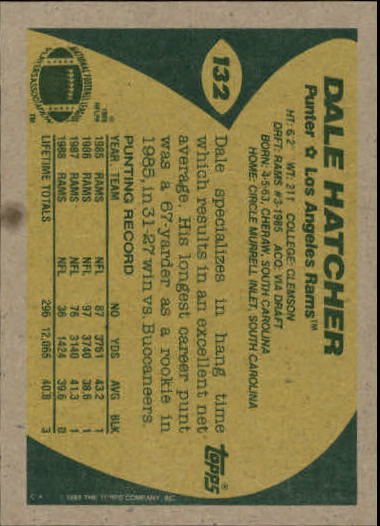 132
DALE HATCHER
Punter ☆ Los Angeles Rams™
HT: 6'2" WT: 211 COLLEGE: CLEMSON
DRFT: RAMS #3-1985 ACQ: VIA DRAFT
BORN: 3-5-63, CHERAW, SOUTH CAROLINA
HOME: CIRCLE MURRELL INLET, SOUTH CAROLINA
Topps
Dale specializes in hang time
which results in an excellent net
average. His longest career punt
was a 67-yarder as a rookie in
1985, in 31-27 win vs. Buccaneers.
PUNTING RECORD
YEAR TEAM NO YDS AVG BLK
1985 RAMS NFL 87 3761 43.2 1
1986 RAMS NFL 97 3740 38.6 1
1987 RAMS NFL 76 3140 41.3 1
1988 RAMS NFL 36 1424 39.6 0
LIFETIME TOTALS 296 12,065 40.8 3
© 1989 THE TOPPS COMPANY, INC.